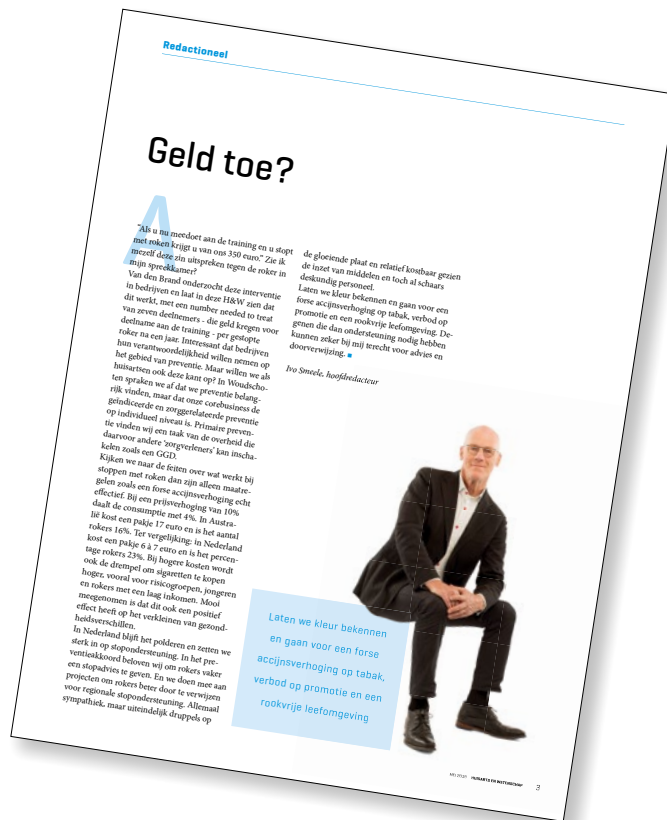 Redactioneel
Geld toe?
A
"Als u nu meedoet aan de training en u stopt
met roken krijgt u van ons 350 euro." Zie ik
mezelf deze zin uitspreken tegen de roker in
mijn spreekkamer?
Van den Brand onderzocht deze interventie
in bedrijven en laat in deze H&W zien dat
dit werkt, met een number needed to treat
van zeven deelnemers - die geld kregen voor
deelname aan de training - per gestopte
roker na een jaar. Interessant dat bedrijven
hun verantwoordelijkheid willen nemen op
het gebied van preventie. Maar willen we als
huisartsen ook deze kant op? In Woudscho-
ten spraken we af dat we preventie belang-
rijk vinden, maar dat onze corebusiness de
geïndiceerde en zorggerelateerde preventie
op individueel niveau is. Primaire preven-
tie vinden wij een taak van de overheid die
daarvoor andere 'zorgverleners' kan inscha-
kelen zoals een GGD.
Kijken we naar de feiten over wat werkt bij
stoppen met roken dan zijn alleen maatre-
gelen zoals een forse accijnsverhoging echt
effectief. Bij een prijsverhoging van 10%
daalt de consumptie met 4%. In Austra-
lië kost een pakje 17 euro en is het aantal
rokers 16%. Ter vergelijking: in Nederland
kost een pakje 6 à 7 euro en is het percen-
tage rokers 23%. Bij hogere kosten wordt
ook de drempel om sigaretten te kopen
hoger, vooral voor risicogroepen, jongeren
en rokers met een laag inkomen. Mooi
meegenomen is dat dit ook een positief
effect heeft op het verkleinen van gezond-
heidsverschillen.
In Nederland blijft het polderen en zetten we
sterk in op stopondersteuning. In het pre-
ventieakkoord beloven wij om rokers vaker
een stopadvies te geven. En we doen mee aan
projecten om rokers beter door te verwijzen
voor regionale stopondersteuning. Allemaal
sympathiek, maar uiteindelijk druppels op
de gloeiende plaat en relatief kostbaar gezien
de inzet van middelen en toch al schaars
deskundig personeel.
Laten we kleur bekennen en gaan voor een
forse accijnsverhoging op tabak, verbod op
promotie en een rookvrije leefomgeving. De-
genen die dan ondersteuning nodig hebben
kunnen zeker bij mij terecht voor advies en
doorverwijzing.
Ivo Smeele, hoofdredacteur
Laten we kleur bekennen
en gaan voor een forse
accijnsverhoging op tabak,
verbod op promotie en een
rookvrije leefomgeving
HUISARTS EN WETENSCHAP 3